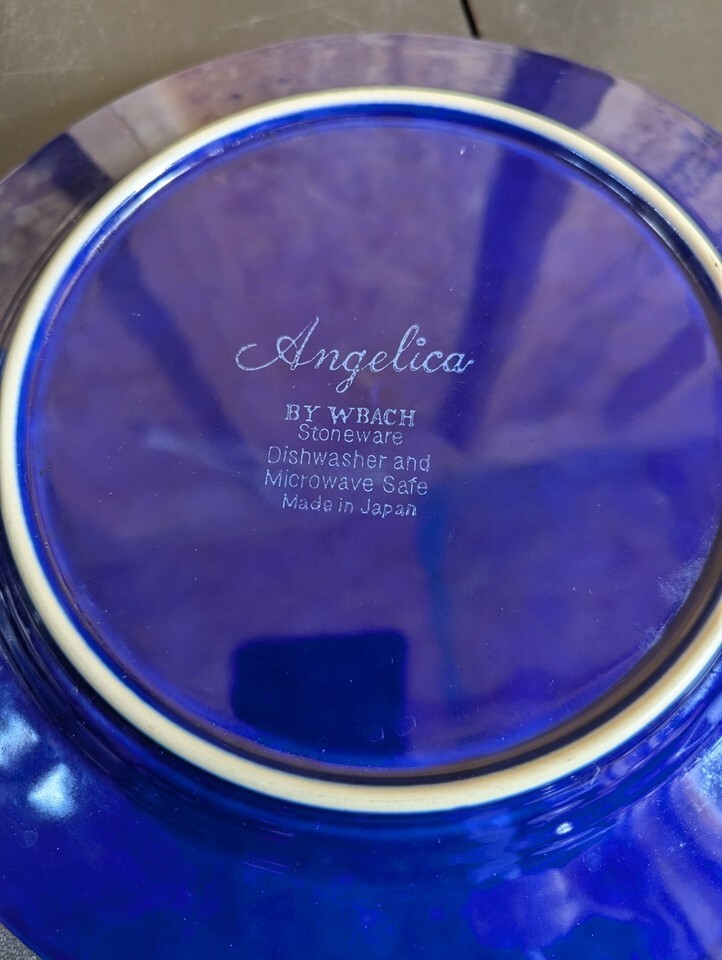 Angelica
BY WBACH
Stoneware
Dishwasher and
Microwave Safe
Made in Japan